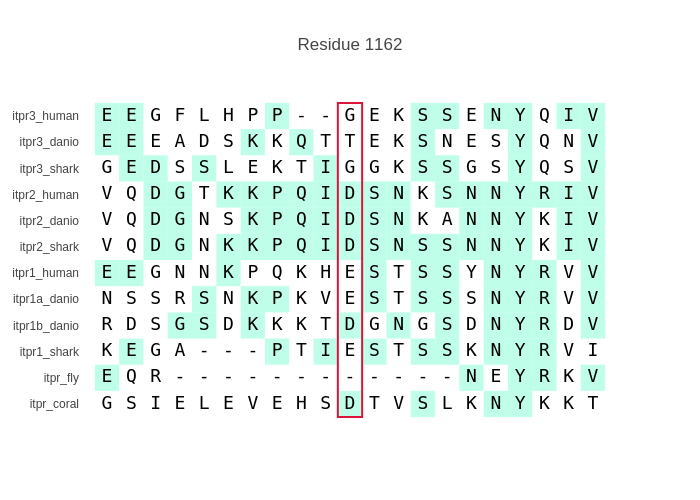 Residue 1162
itpr3_human E E G F L H P P - - G E K S S E N Y Q I V
itpr3_danio E E E A D S K K Q T T E K S N E S Y Q N V
itpr3_shark G E D S S L E K T I G G K S S G S Y Q S V
itpr2_human V Q D G T K K P Q I D S N K S N N Y R I V
itpr2_danio V Q D G N S K P Q I D S N K A N N Y K I V
itpr2_shark V Q D G N K K P Q I D S N S S N N Y K I V
itpr1_human E E G N N K P Q K H E S T S S Y N Y R V V
itpr1a_danio N S S R S N K P K V E S T S S S N Y R V V
itpr1b_danio R D S G S D K K K T D G N G S D N Y R D V
itpr1_shark K E G A - - - P T I E S T S S K N Y R V I
itpr_fly E Q R - - - - - - - - - - - - N E Y R K V
itpr_coral G S I E L E V E H S D T V S L K N Y K K T